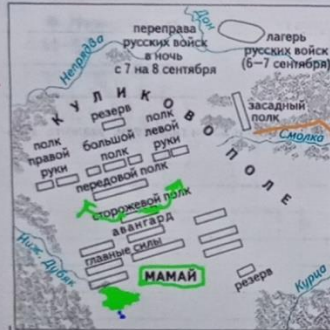 Дон
переправа
русских войск
в ночь
с 7 на 8 сентября
Непрядва
лагерь
русских войск
(6–7 сентября)
КУЛИКОВО ПОЛЕ
засадный
полк
Смолка
резерв
полк
правой
руки
большой
полк
полк
левой
руки
передовой полк
сторожевой полк
авангард
главные силы
Ниж. Дубяк
МАМАЙ
резерв
Курца